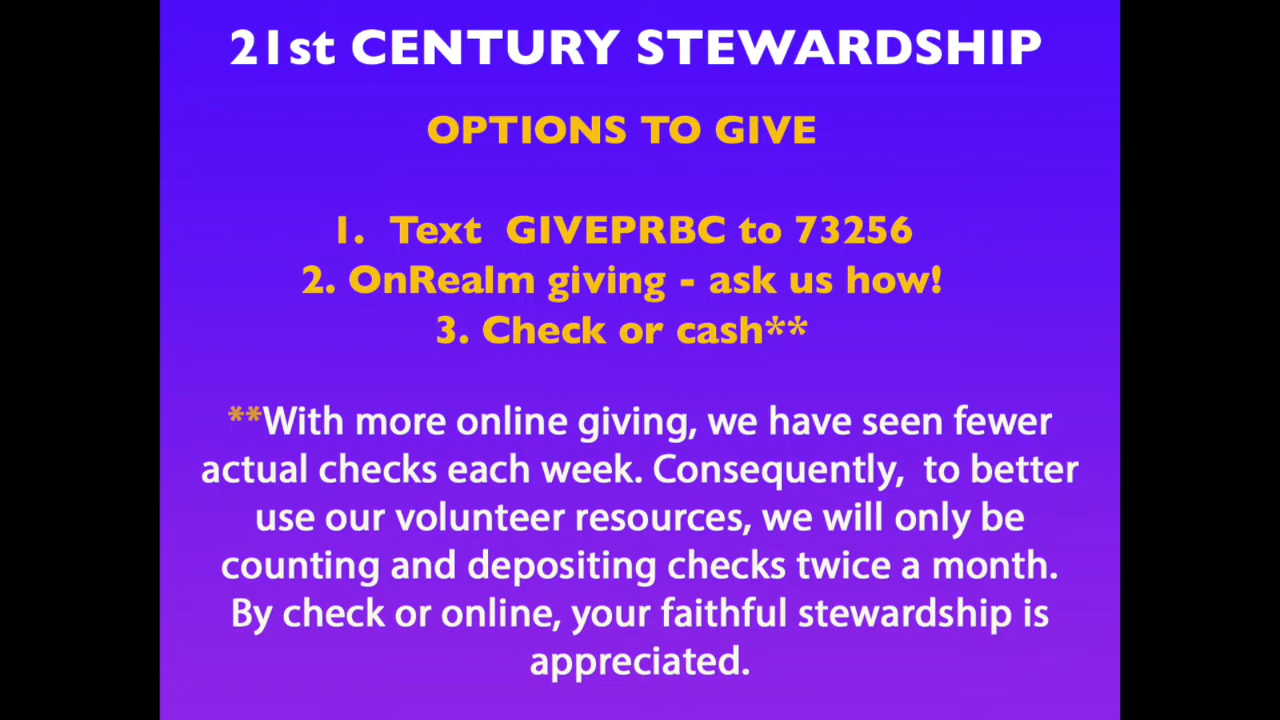 21st CENTURY STEWARDSHIP
OPTIONS TO GIVE
1. Text GIVEPRBC to 73256
2. OnRealm giving - ask us how!
3. Check or cash**
**With more online giving, we have seen fewer
actual checks each week. Consequently, to better
use our volunteer resources, we will only be
counting and depositing checks twice a month.
By check or online, your faithful stewardship is
appreciated.